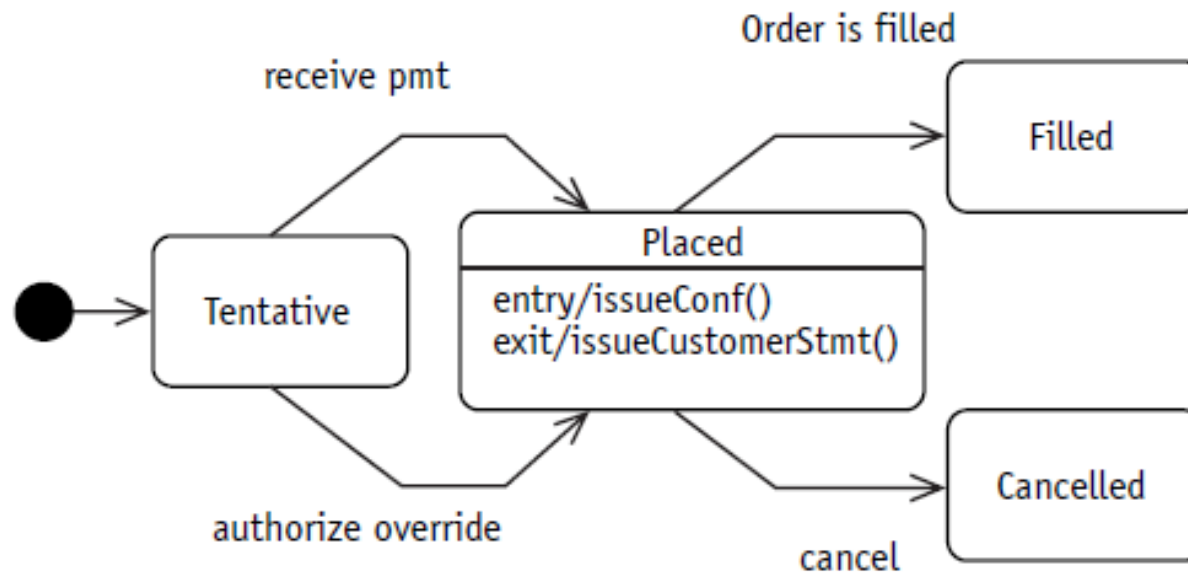 Order is filled
receive pmt
Filled
Placed
entry/issueConf()
exit/issueCustomerStmt()
Tentative
Cancelled
authorize override
cancel